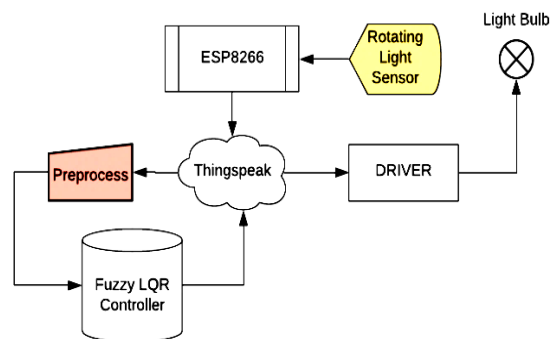 Light Bulb
ESP8266
Rotating
Light
Sensor
Preprocess
Thingspeak
DRIVER
Fuzzy LQR
Controller